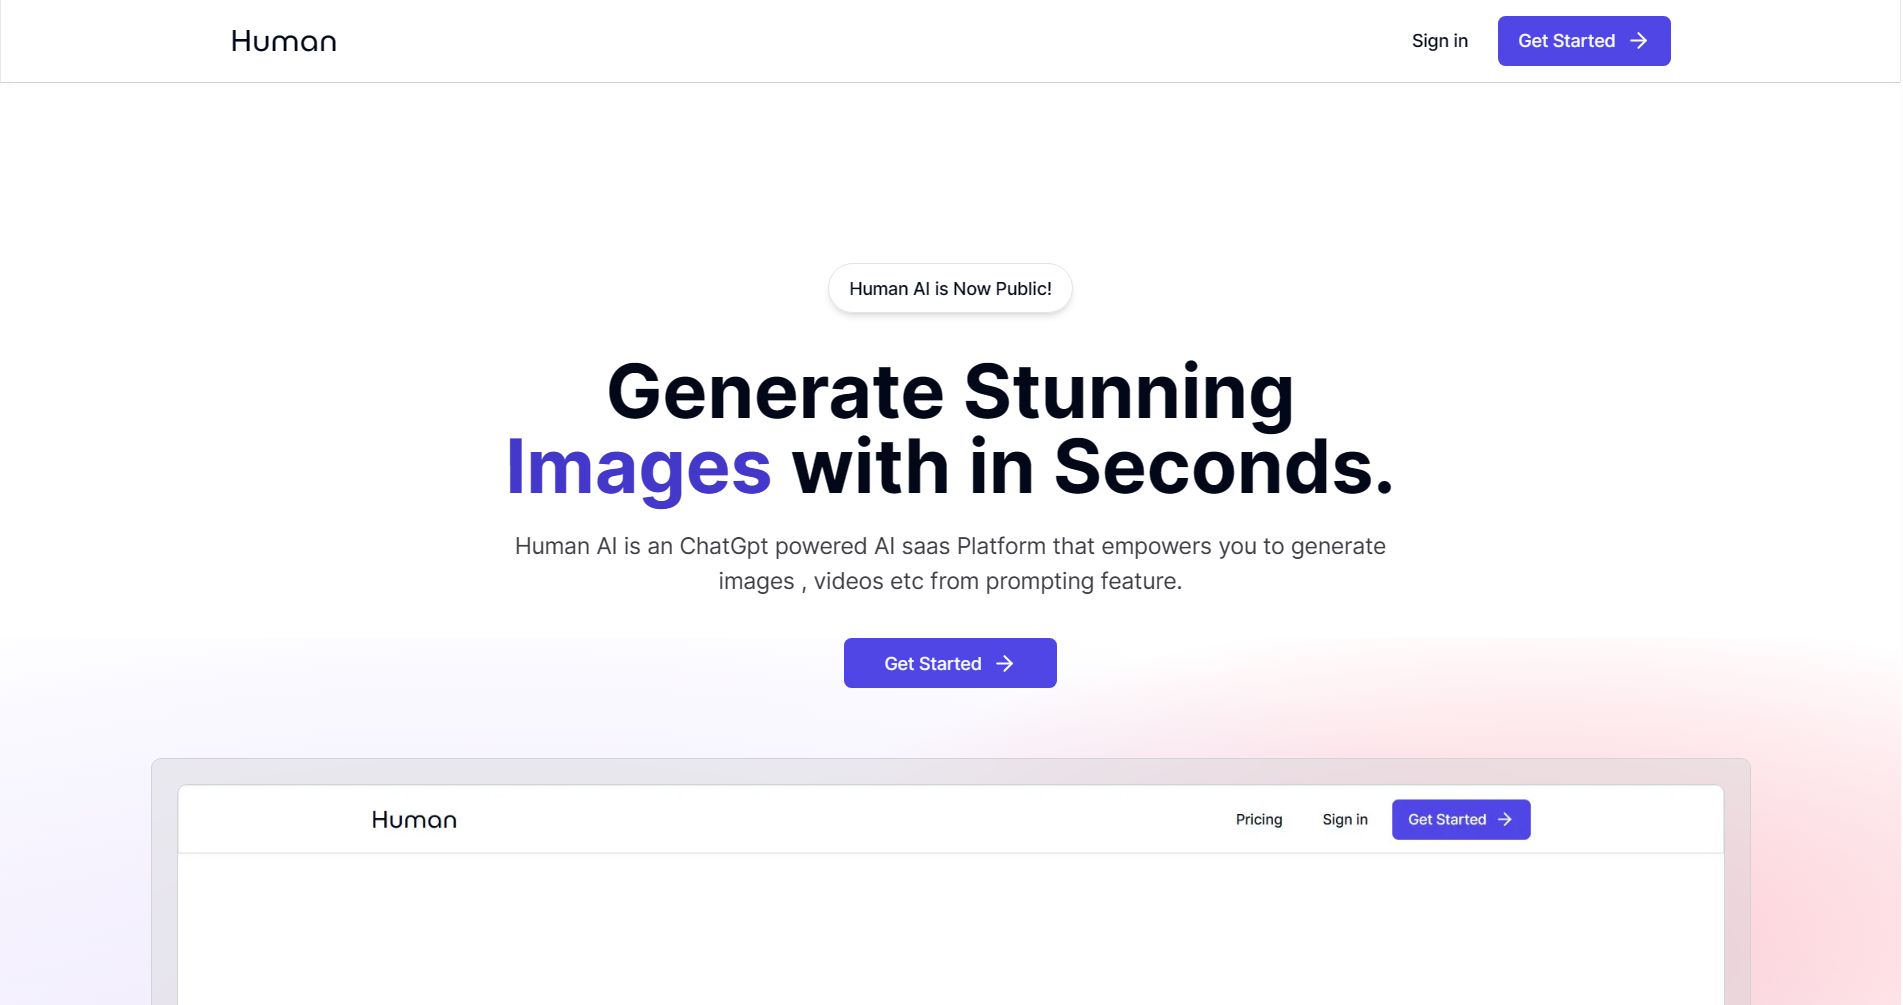 Human
Sign in
Get Started
Human AI is Now Public!
Generate Stunning
Images with in Seconds.
Human AI is an ChatGpt powered AI saas Platform that empowers you to generate
images , videos etc from prompting feature.
Get Started
Human
Pricing
Sign in
Get Started